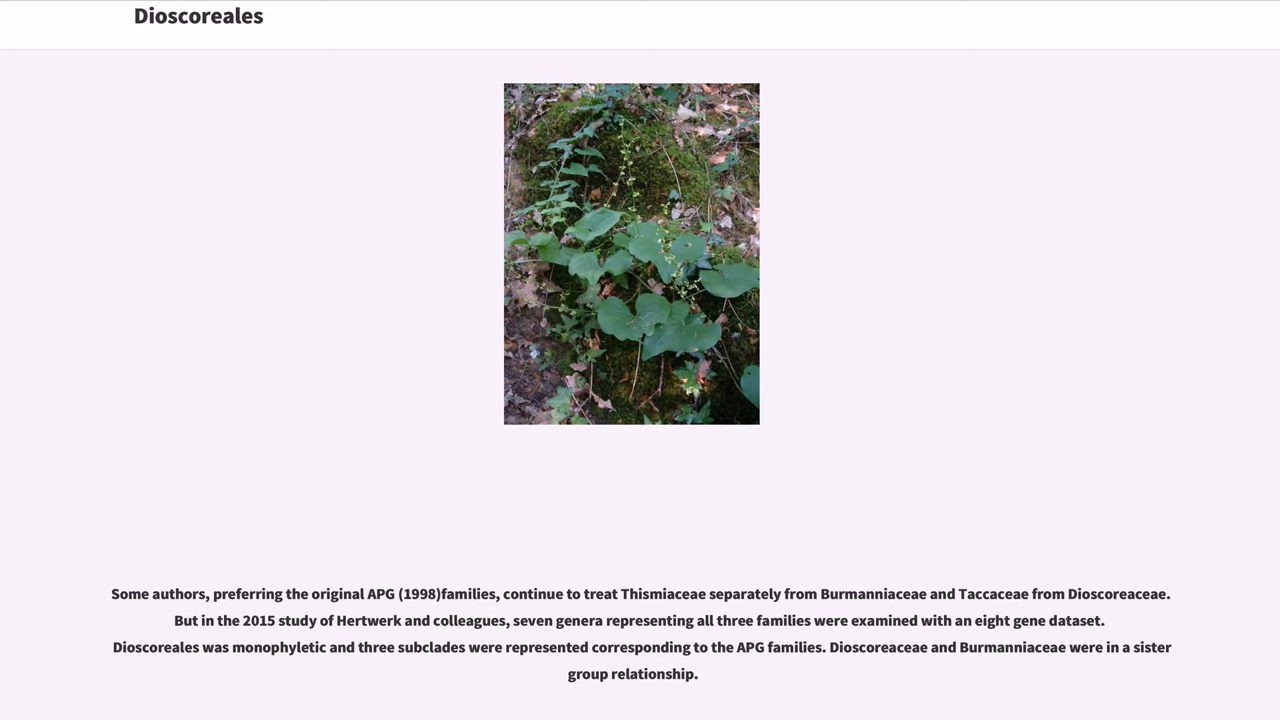 Dioscoreales
Some authors, preferring the original APG (1998)families, continue to treat Thismiaceae separately from Burmanniaceae and Taccaceae from Dioscoreaceae.
But in the 2015 study of Hertwerk and colleagues, seven genera representing all three families were examined with an eight gene dataset.
Dioscoreales was monophyletic and three subclades were represented corresponding to the APG families. Dioscoreaceae and Burmanniaceae were in a sister
group relationship.